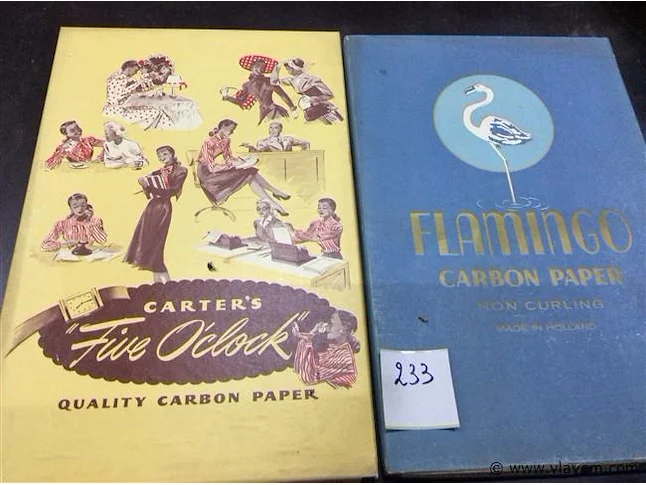 CARTER'S
"Five O'clock"
QUALITY CARBON PAPER
FLAMINGO
CARBON PAPER
NON CURLING
MADE IN HOLLAND
233
© www.vlavem.com